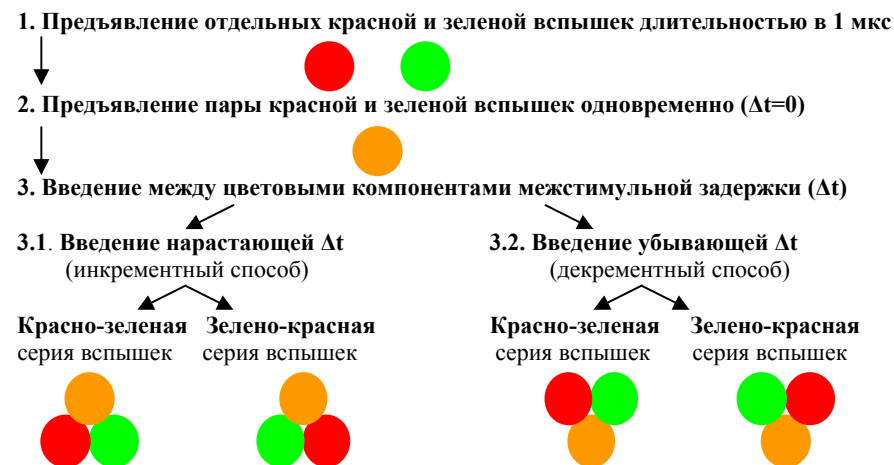 1. Предъявление отдельных красной и зеленой вспышек длительностью в 1 мкс
2. Предъявление пары красной и зеленой вспышек одновременно (Δt=0)
3. Введение между цветовыми компонентами межстимульной задержки (Δt)
3.1. Введение нарастающей Δt
(инкрементный способ)
3.2. Введение убывающей Δt
(декрементный способ)
Красно-зеленая
серия вспышек
Зелено-красная
серия вспышек
Красно-зеленая
серия вспышек
Зелено-красная
серия вспышек